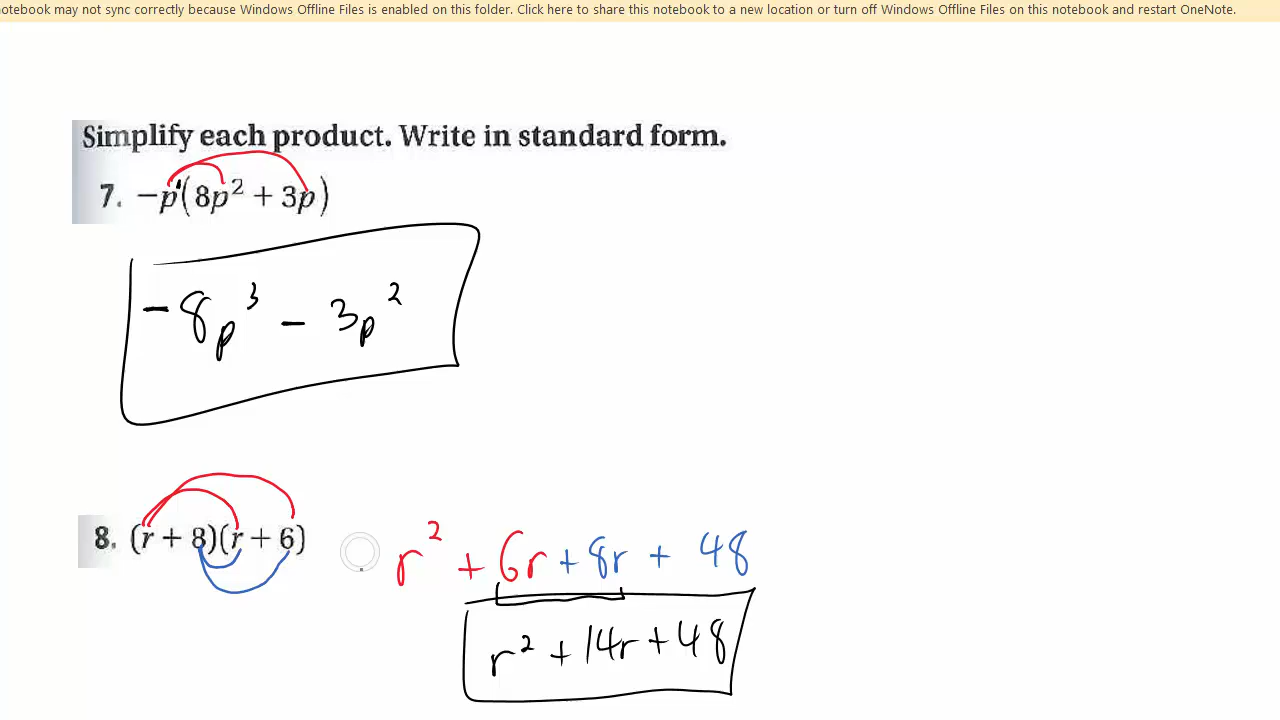 otebook may not sync correctly because Windows Offline Files is enabled on this folder. Click here to share this notebook to a new location or turn off Windows Offline Files on this notebook and restart OneNote.
Simplify each product. Write in standard form.
7. −p¹(8p² + 3p)
−8p³ − 3p²
8. (r + 8)(r + 6)
r² + 6r + 8r + 48
r² + 14r + 48